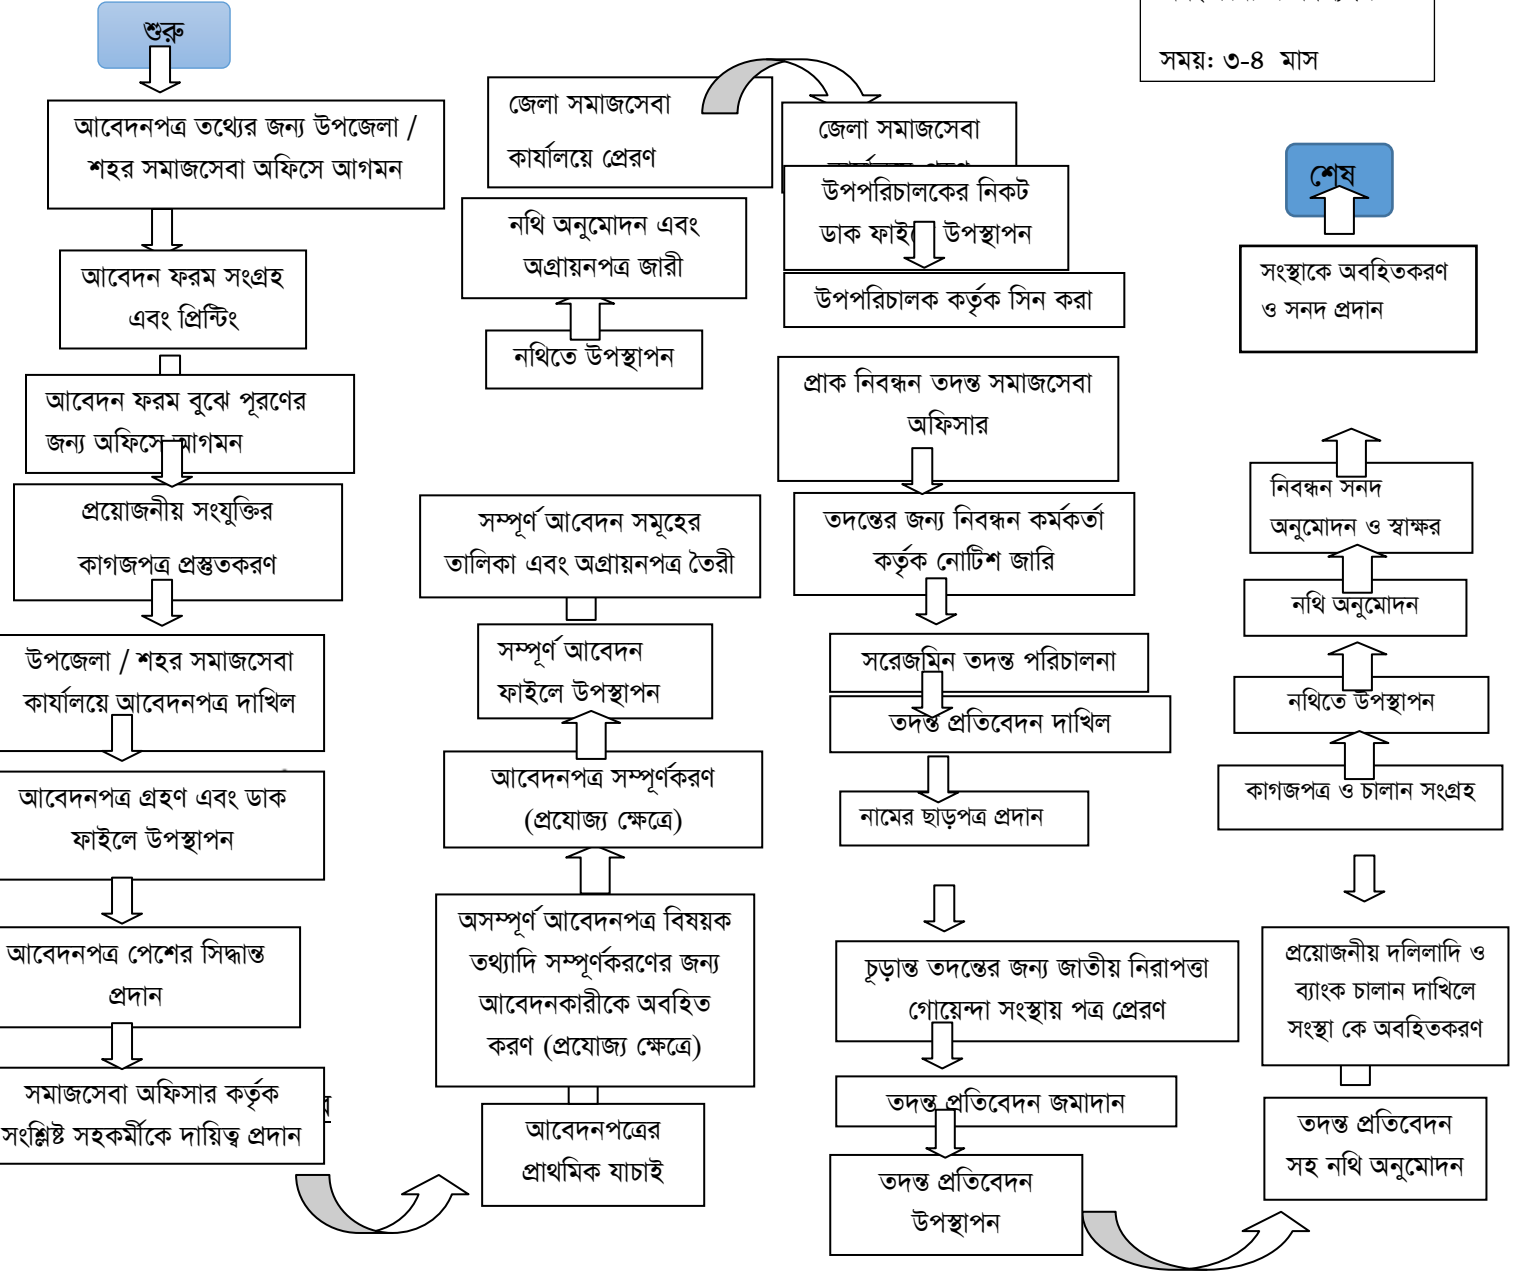 শুরু
আবেদনপত্র তথ্যের জন্য উপজেলা /
শহর সমাজসেবা অফিসে আগমন
আবেদন ফরম সংগ্রহ
এবং প্রিন্টিং
আবেদন ফরম বুঝে পূরণের
জন্য অফিসে আগমন
প্রয়োজনীয় সংযুক্তির
কাগজপত্র প্রস্তুতকরণ
উপজেলা / শহর সমাজসেবা
কার্যালয়ে আবেদনপত্র দাখিল
আবেদনপত্র গ্রহণ এবং ডাক
ফাইলে উপস্থাপন
আবেদনপত্র পেশের সিদ্ধান্ত
প্রদান
সমাজসেবা অফিসার কর্তৃক
সংশ্লিষ্ট সহকর্মীকে দায়িত্ব প্রদান
জেলা সমাজসেবা
কার্যালয়ে প্রেরণ
নথি অনুমোদন এবং
অগ্রায়নপত্র জারী
নথিতে উপস্থাপন
সম্পূর্ণ আবেদন সমূহের
তালিকা এবং অগ্রায়নপত্র তৈরী
সম্পূর্ণ আবেদন
ফাইলে উপস্থাপন
আবেদনপত্র সম্পূর্ণকরণ
(প্রযোজ্য ক্ষেত্রে)
অসম্পূর্ণ আবেদনপত্র বিষয়ক
তথ্যাদি সম্পূর্ণকরণের জন্য
আবেদনকারীকে অবহিত
করণ (প্রযোজ্য ক্ষেত্রে)
আবেদনপত্রের
প্রাথমিক যাচাই
জেলা সমাজসেবা
উপপরিচালকের নিকট
ডাক ফাইলে উপস্থাপন
উপপরিচালক কর্তৃক সিন করা
প্রাক নিবন্ধন তদন্ত সমাজসেবা
অফিসার
তদন্তের জন্য নিবন্ধন কর্মকর্তা
কর্তৃক নোটিশ জারি
সরেজমিন তদন্ত পরিচালনা
তদন্ত প্রতিবেদন দাখিল
নামের ছাড়পত্র প্রদান
চূড়ান্ত তদন্তের জন্য জাতীয় নিরাপত্তা
গোয়েন্দা সংস্থায় পত্র প্রেরণ
তদন্ত প্রতিবেদন জমাদান
তদন্ত প্রতিবেদন
উপস্থাপন
সময়: ৩-৪ মাস
শেষ
সংস্থাকে অবহিতকরণ
ও সনদ প্রদান
নিবন্ধন সনদ
অনুমোদন ও স্বাক্ষর
নথি অনুমোদন
নথিতে উপস্থাপন
কাগজপত্র ও চালান সংগ্রহ
প্রয়োজনীয় দলিলাদি ও
ব্যাংক চালান দাখিলে
সংস্থা কে অবহিতকরণ
তদন্ত প্রতিবেদন
সহ নথি অনুমোদন